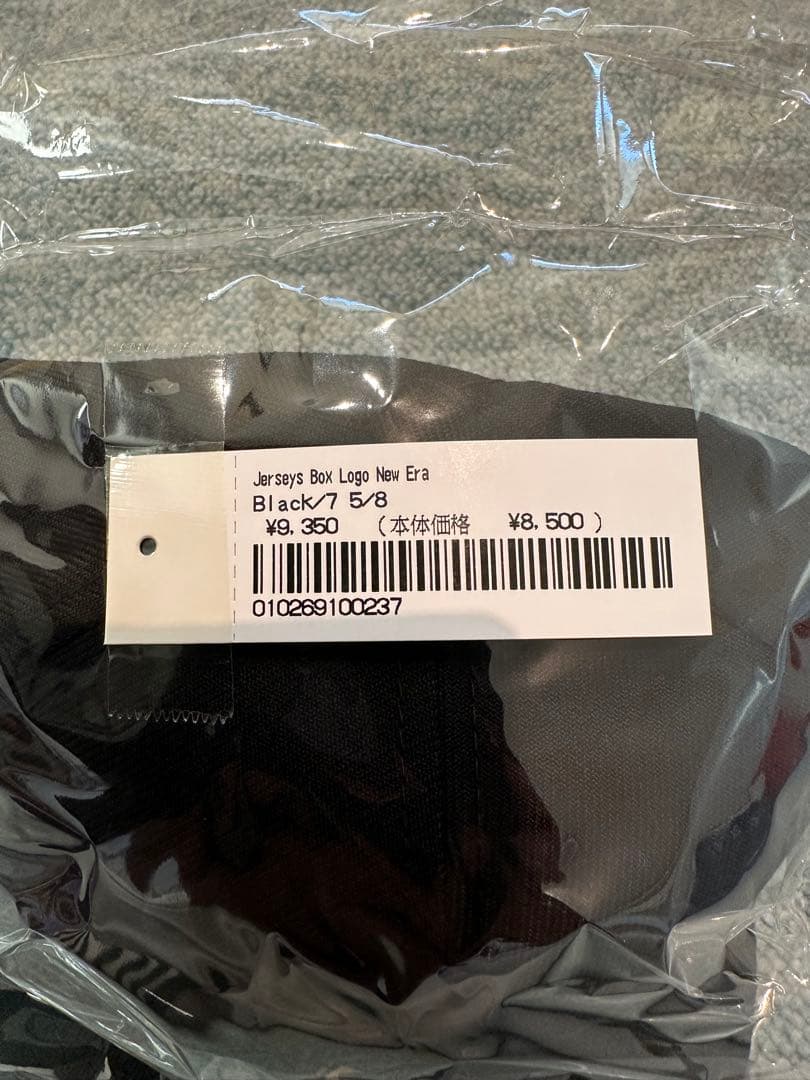 Jerseys Box Logo New Era
Black/7 5/8
¥9,350 (本体価格 ¥8,500 )
010269100237